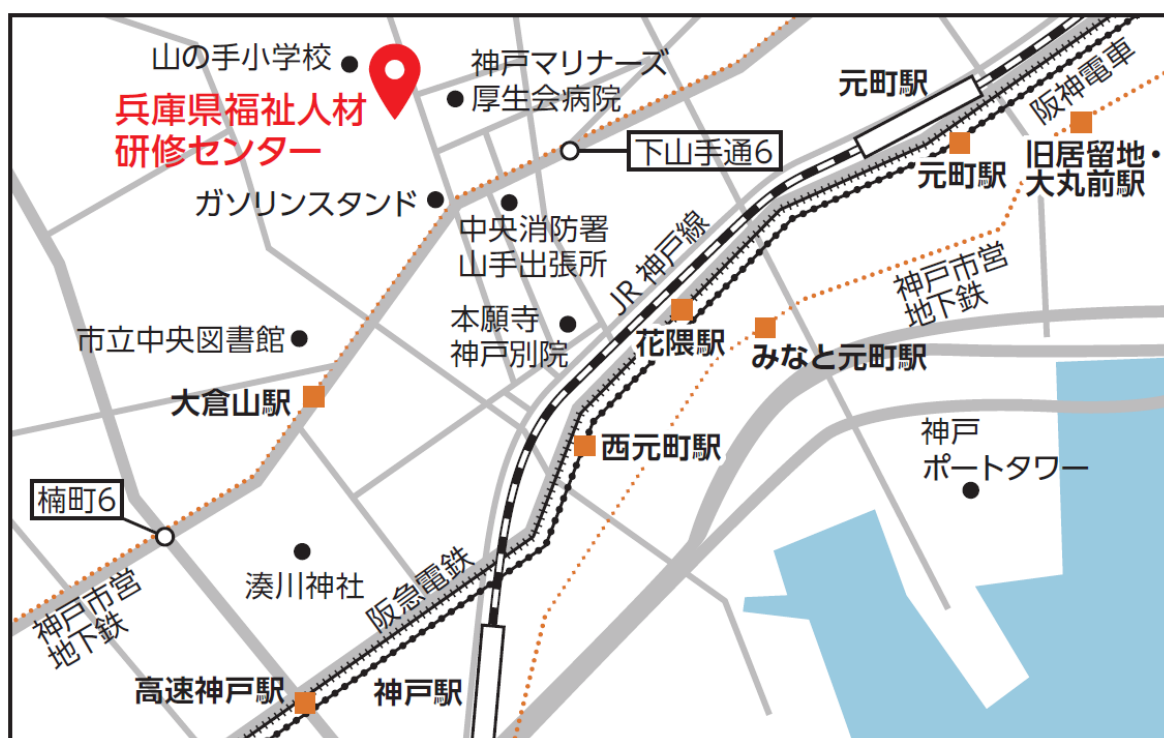 山の手小学校
兵庫県福祉人材
研修センター
神戸マリナーズ
厚生会病院
元町駅
阪神電車
下山手通6
元町駅
旧居留地・
大丸前駅
ガソリンスタンド
中央消防署
山手出張所
JR 神戸線
神戸市営
地下鉄
市立中央図書館
本願寺
神戸別院
花隈駅
みなと元町駅
大倉山駅
西元町駅
神戸
ポートタワー
楠町6
湊川神社
阪急電鉄
神戸市営
地下鉄
高速神戸駅
神戸駅